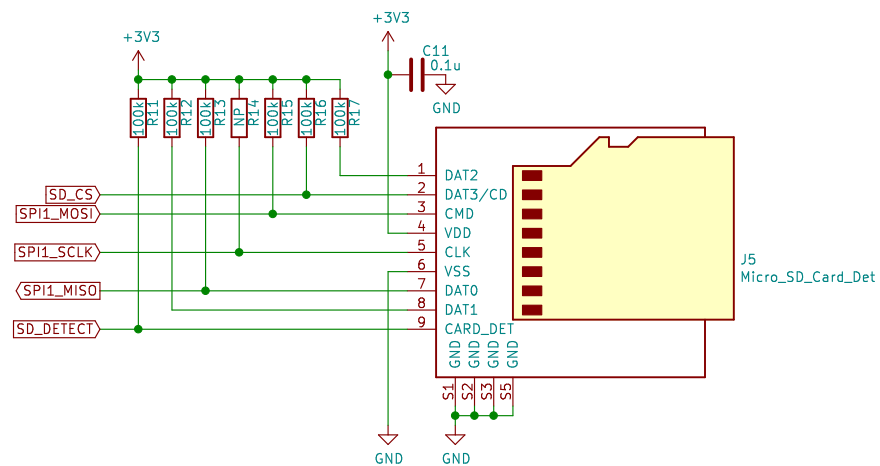 +3V3
+3V3
C11
0.1u
GND
100k
R11
100k
R12
100k
R13
NP
R14
100k
R15
100k
R16
100k
R17
SD_CS
SPI1_MOSI
SPI1_SCLK
SPI1_MISO
SD_DETECT
1 DAT2
2 DAT3/CD
3 CMD
4 VDD
5 CLK
6 VSS
7 DAT0
8 DAT1
9 CARD_DET
J5
Micro_SD_Card_Det
GND GND GND GND
S1 S2 S3 S5
GND
GND